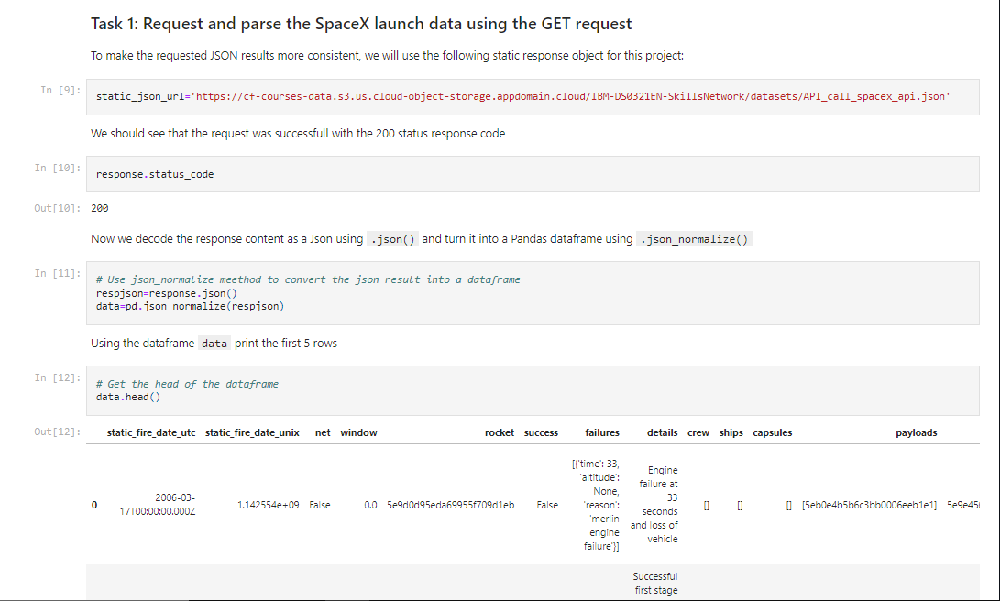 Task 1: Request and parse the SpaceX launch data using the GET request
To make the requested JSON results more consistent, we will use the following static response object for this project:
In [9]: static_json_url='https://cf-courses-data.s3.us.cloud-object-storage.appdomain.cloud/IBM-DS0321EN-SkillsNetwork/datasets/API_call_spacex_api.json'
We should see that the request was successfull with the 200 status response code
In [10]: response.status_code
Out[10]: 200
Now we decode the response content as a Json using .json() and turn it into a Pandas dataframe using .json_normalize()
In [11]: # Use json_normalize meethod to convert the json result into a dataframe
respjson=response.json()
data=pd.json_normalize(respjson)
Using the dataframe data print the first 5 rows
In [12]: # Get the head of the dataframe
data.head()
Out[12]: static_fire_date_utc static_fire_date_unix net window rocket success failures details crew ships capsules payloads
0 2006-03-17T00:00:00.000Z 1.142554e+09 False 0.0 5e9d0d95eda69955f709d1eb False [{'time': 33, 'altitude': None, 'reason': 'merlin engine failure'}] Engine failure at 33 seconds and loss of vehicle [] [] [] [5eb0e4b5b6c3bb0006eeb1e1] 5e9e45
Successful
first stage